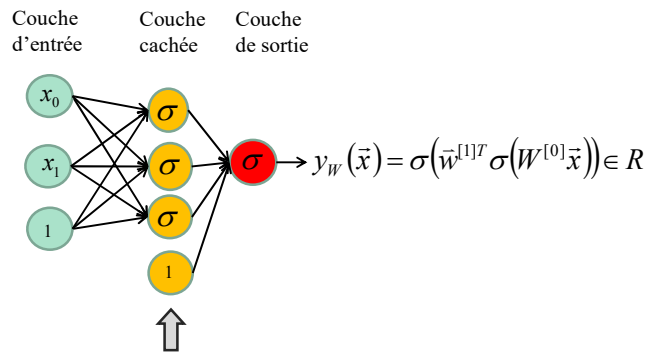 Couche d'entrée
Couche cachée
Couche de sortie
x₀
x₁
1
σ
σ
σ
1
σ
y_W(x⃗) = σ(w⃗^{[1]T} σ(W^{[0]} x⃗)) ∈ R